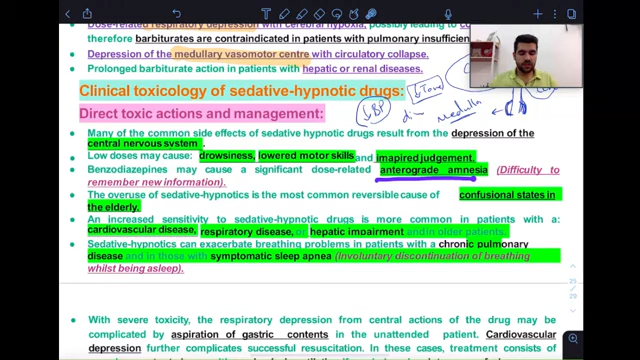 Dose-related respiratory depression with cerebral hypoxia, possibly leading to
therefore barbiturates are contraindicated in patients with pulmonary insufficien
Depression of the medullary vasomotor centre with circulatory collapse.
Prolonged barbiturate action in patients with hepatic or renal diseases.
↓ Tone
Clinical toxicology of sedative-hypnotic drugs:
↓ BP
medulla
Direct toxic actions and management:
Many of the common side effects of sedative hypnotic drugs result from the depression of the
central nervous system.
Low doses may cause: drowsiness, lowered motor skills and imapired judgement.
Benzodiazepines may cause a significant dose-related anterograde amnesia (Difficulty to
remember new information).
The overuse of sedative-hypnotics is the most common reversible cause of confusional states in
the elderly.
An increased sensitivity to sedative-hypnotic drugs is more common in patients with a:
cardiovascular disease, respiratory disease, or hepatic impairment and in older patients.
Sedative-hypnotics can exacerbate breathing problems in patients with a chronic pulmonary
disease and in those with symptomatic sleep apnea (Involuntary discontinuation of breathing
whilst being asleep).
29
29
With severe toxicity, the respiratory depression from central actions of the drug may be
complicated by aspiration of gastric contents in the unattended patient. Cardiovascular
depression further complicates successful resuscitation. In these cases, treatment consists of